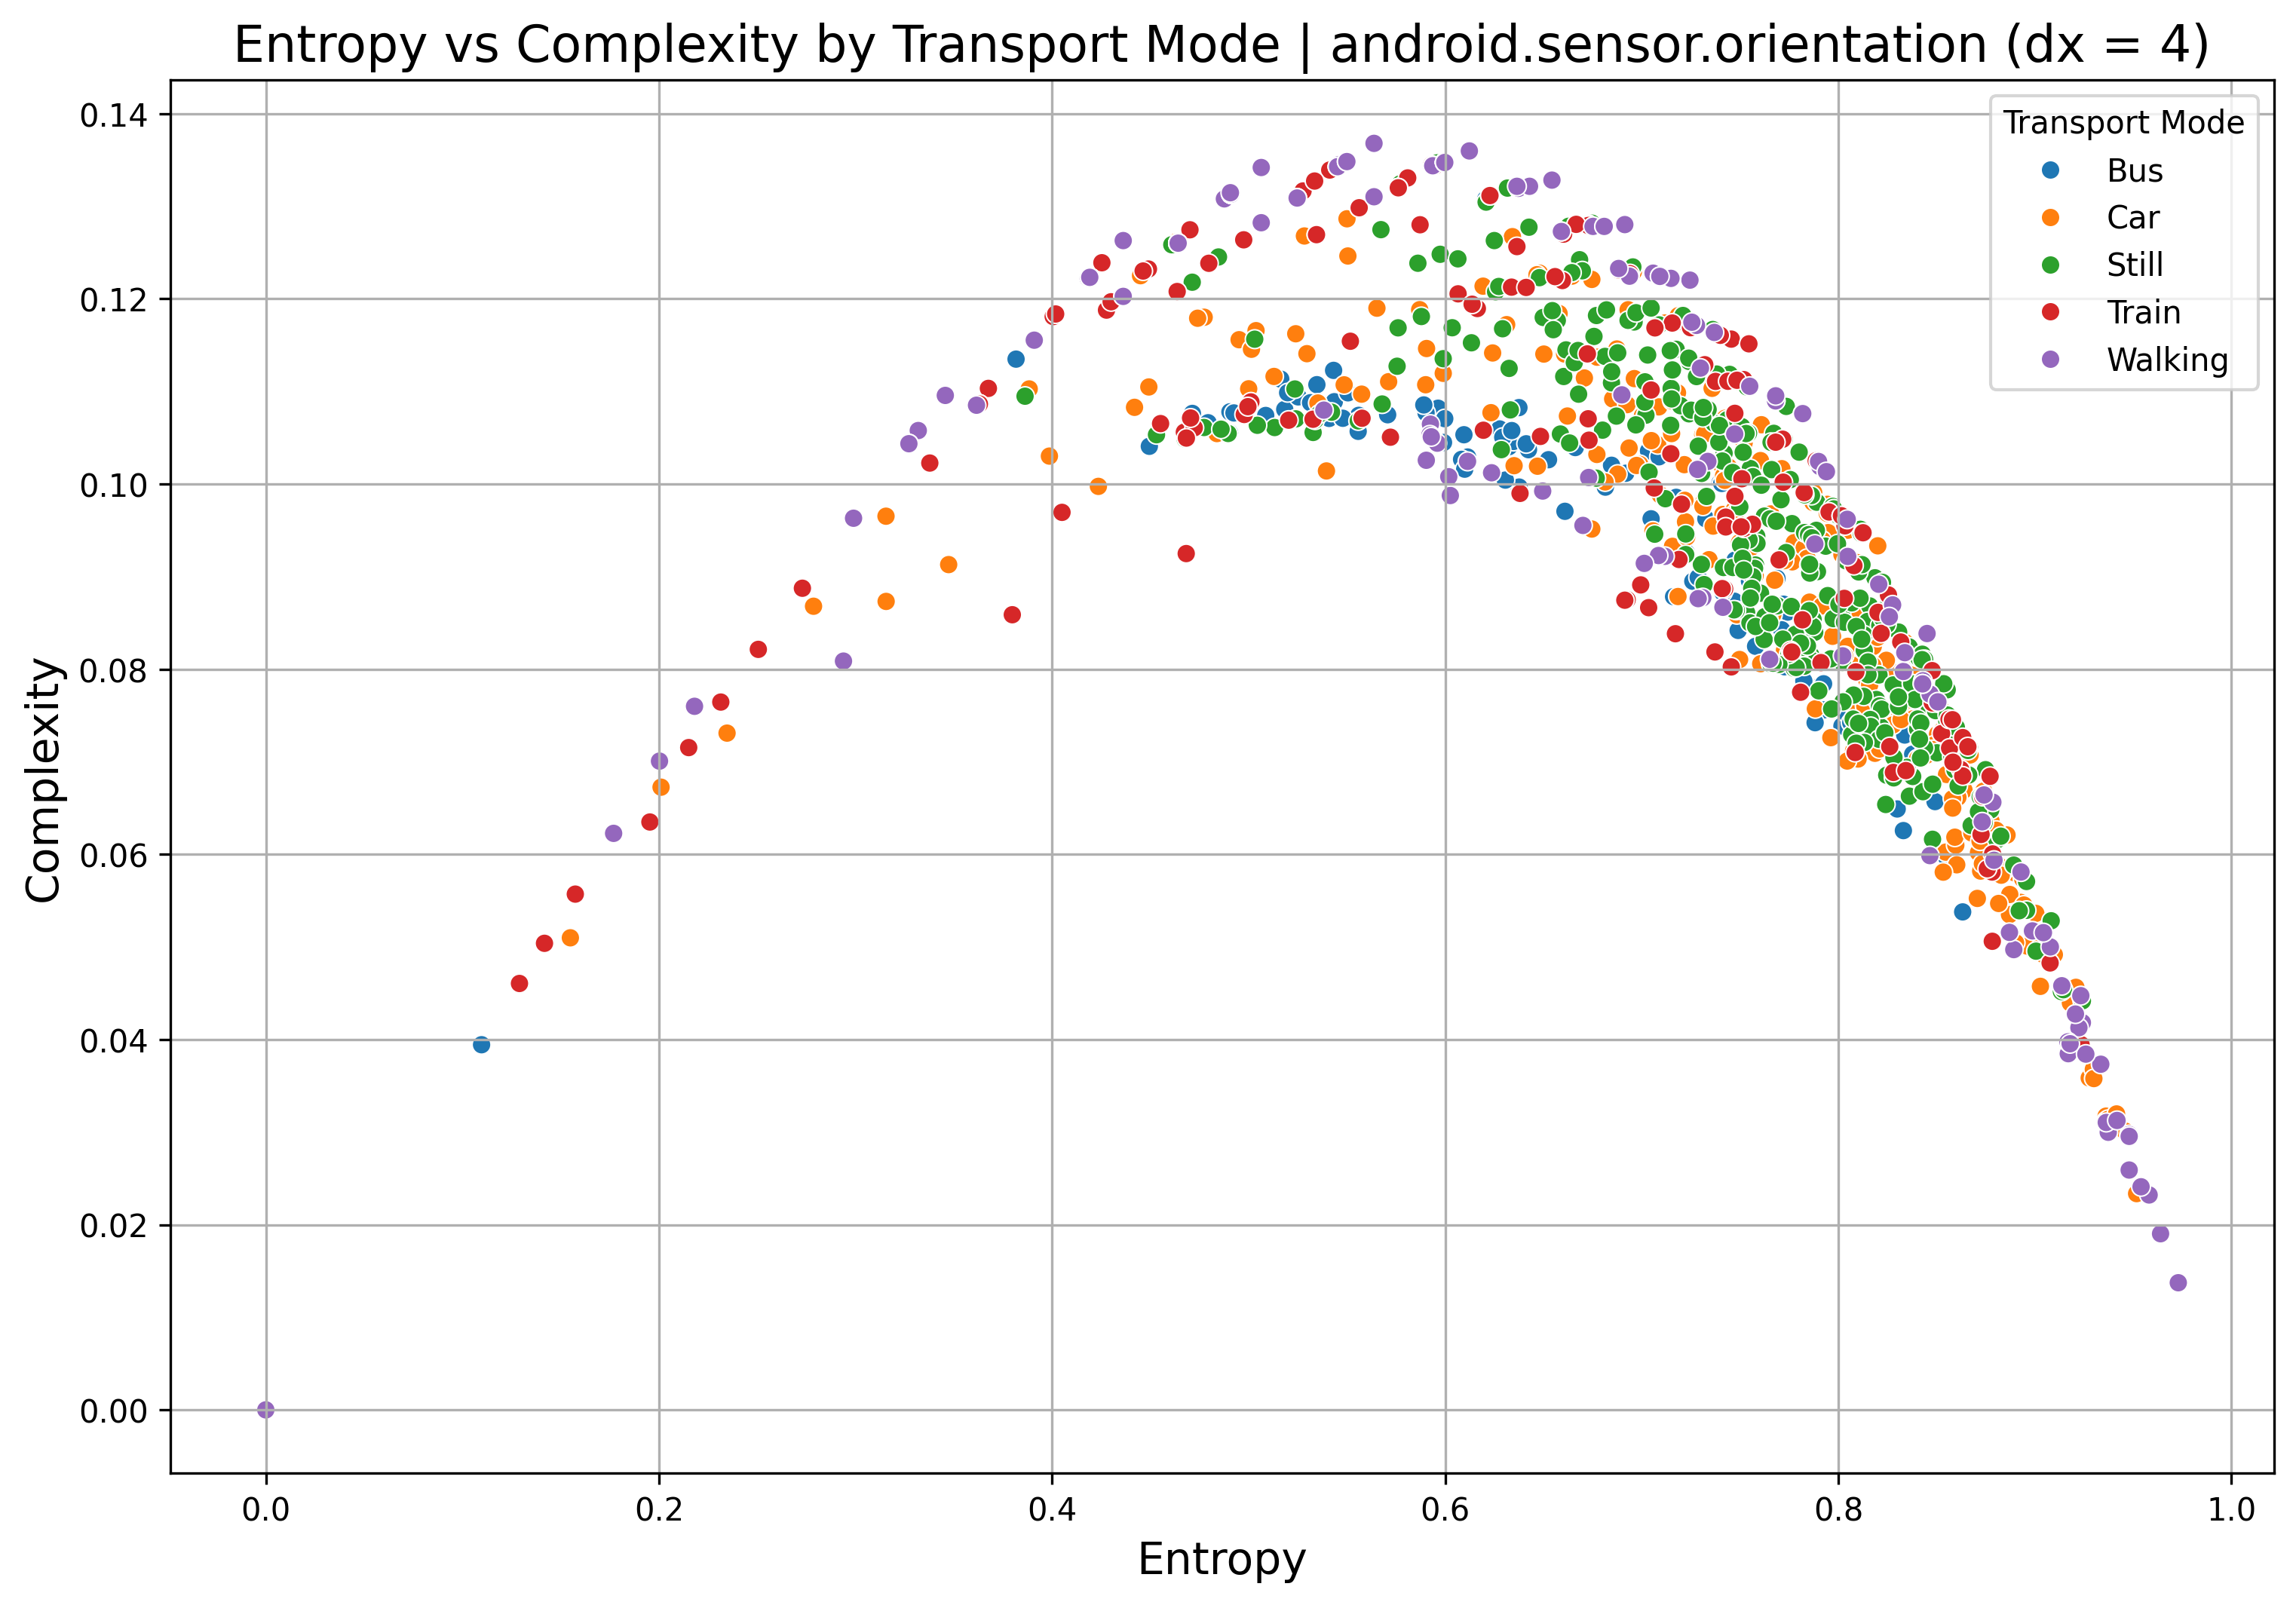 Entropy vs Complexity by Transport Mode | android.sensor.orientation (dx = 4)
Transport Mode
Bus
Car
Still
Train
Walking
Complexity
0.14
0.12
0.10
0.08
0.06
0.04
0.02
0.00
0.0 0.2 0.4 0.6 0.8 1.0
Entropy